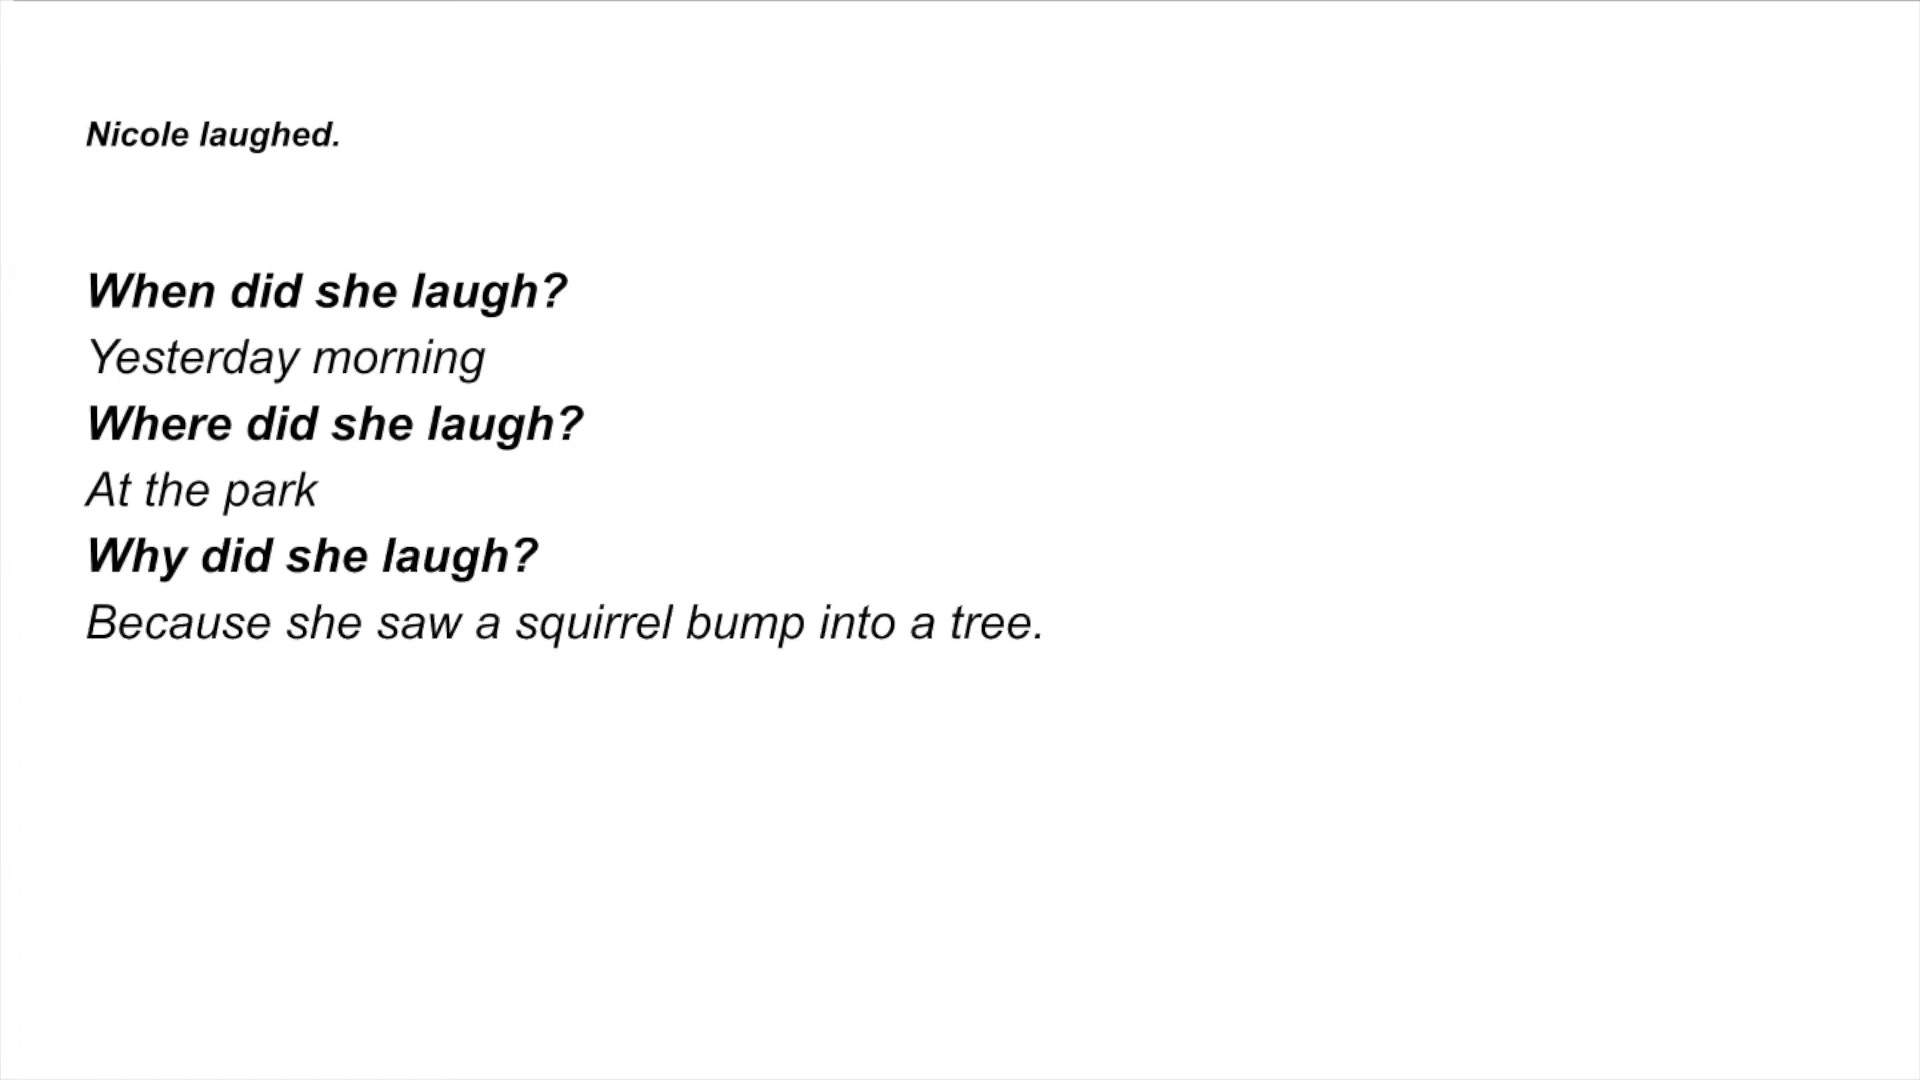 Nicole laughed.
When did she laugh?
Yesterday morning
Where did she laugh?
At the park
Why did she laugh?
Because she saw a squirrel bump into a tree.